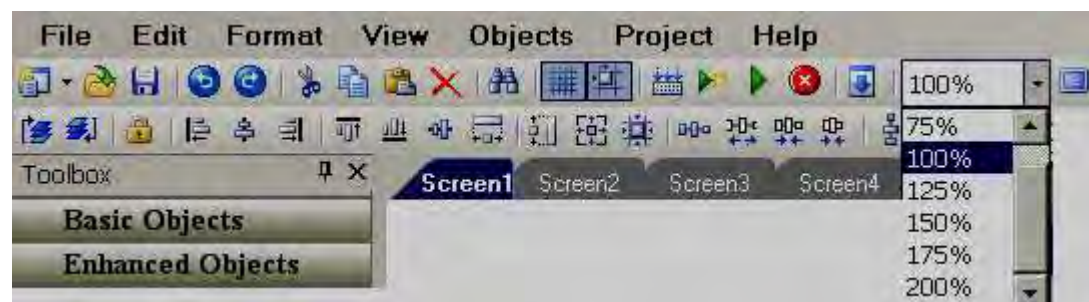 File Edit Format View Objects Project Help
100%
75%
Toolbox
100%
Screen1 Screen2 Screen3 Screen4
125%
Basic Objects
150%
Enhanced Objects
175%
200%